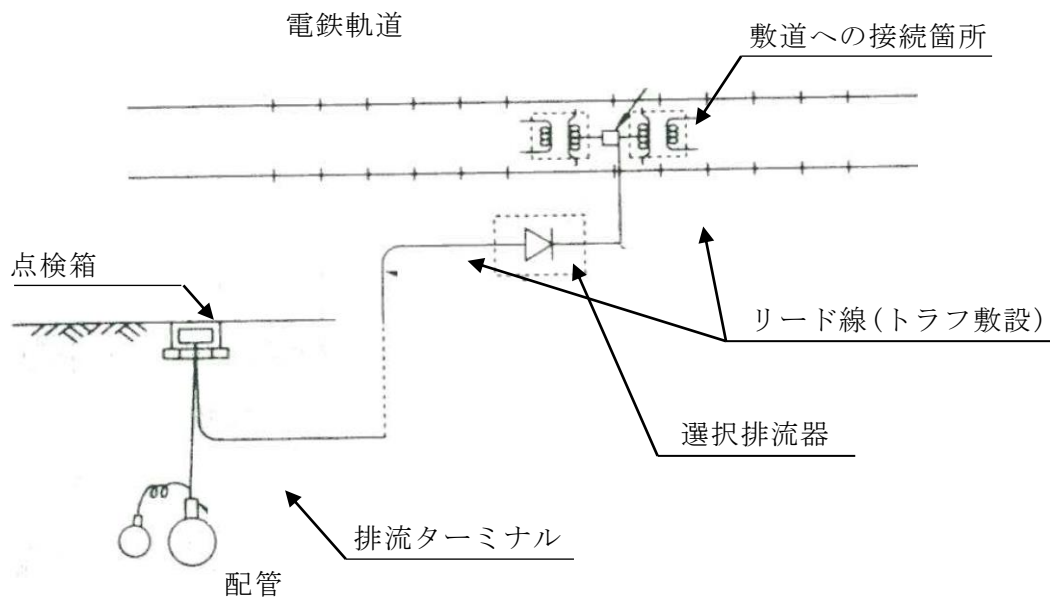 電鉄軌道
敷道への接続箇所
点検箱
リード線(トラフ敷設)
選択排流器
排流ターミナル
配管